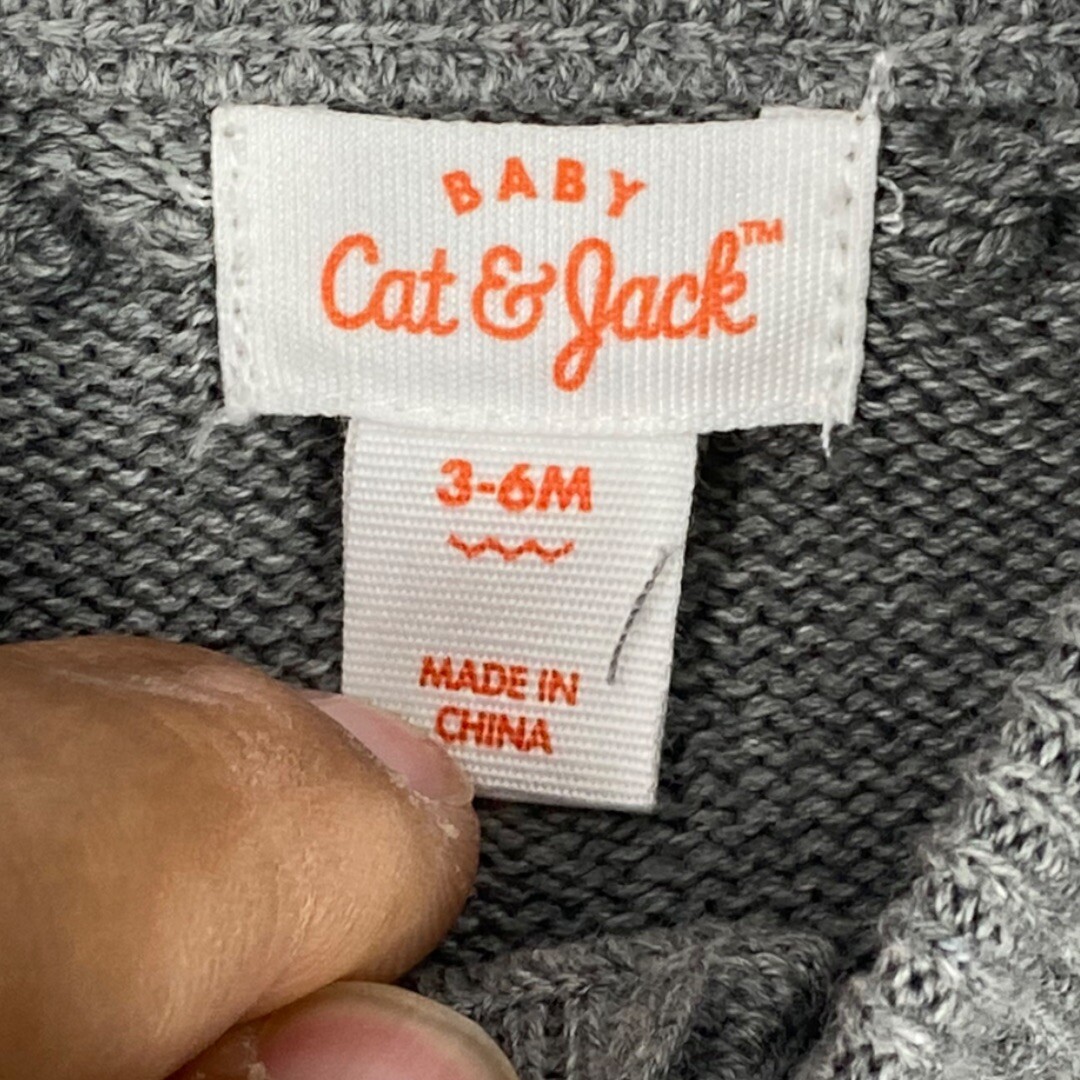 BABY
Cat & Jack™
3-6M
MADE IN
CHINA